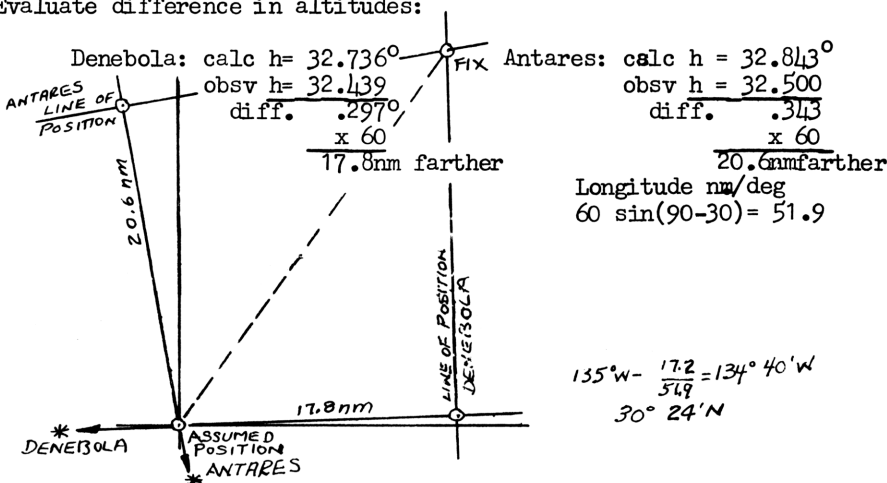 Evaluate difference in altitudes:
Denebola: calc h= 32.736°
obsv h= 32.439
diff. .297°
x 60
17.8nm farther
FIX
Antares: calc h = 32.843°
obsv h = 32.500
diff. .343
x 60
20.6nmfarther
Longitude nm/deg
60 sin(90-30)= 51.9
ANTARES
LINE OF
POSITION
20.6 nm
LINE OF POSITION
DENEBOLA
17.8nm
135°W- 17.2/51.9 = 134° 40'W
30° 24'N
DENEBOLA
ASSUMED
POSITION
ANTARES